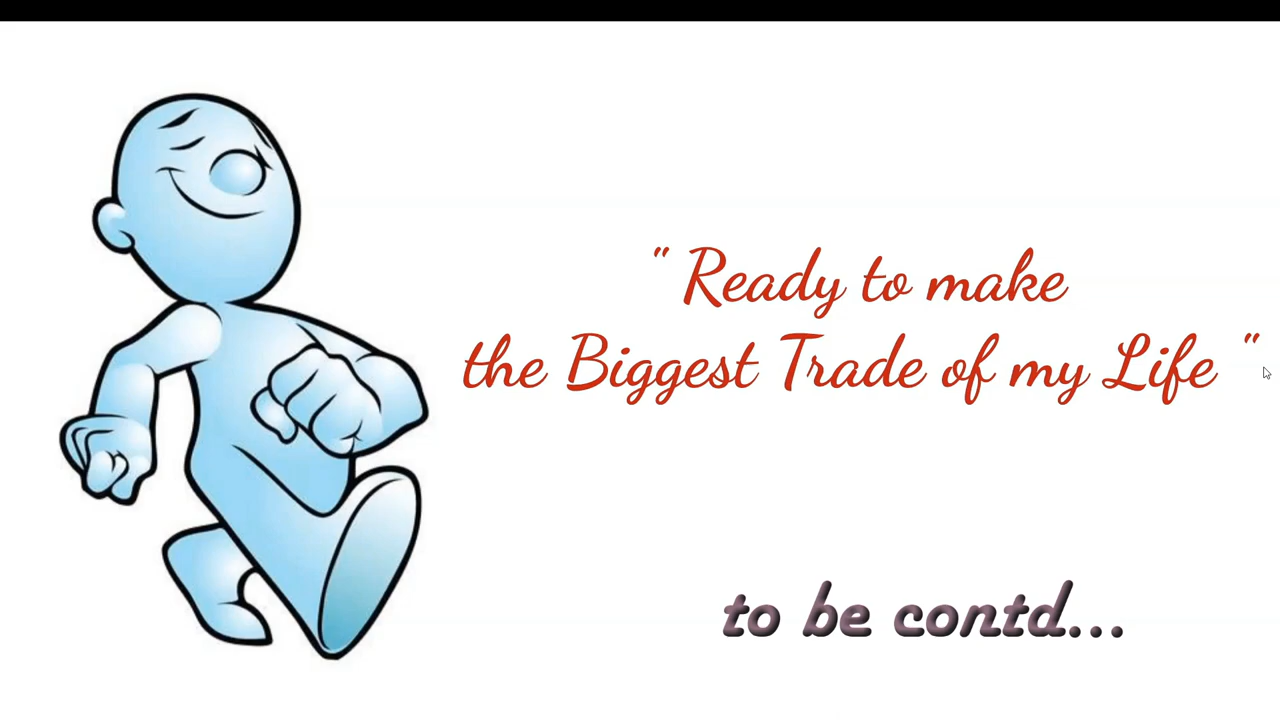 " Ready to make
the Biggest Trade of my Life "
to be contd...